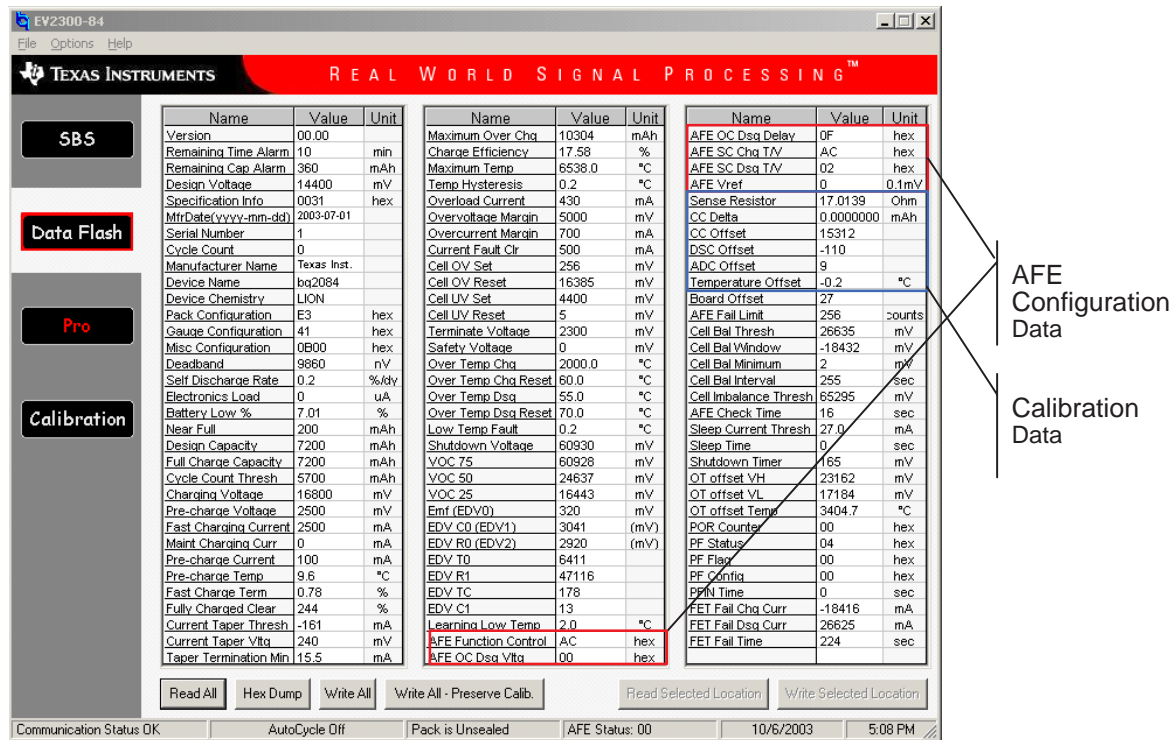 EV2300-84
File Options Help
TEXAS INSTRUMENTS
REAL WORLD SIGNAL PROCESSING™
SBS
Data Flash
Pro
Calibration
Name Value Unit
Version 00.00
Remaining Time Alarm 10 min
Remaining Cap Alarm 360 mAh
Design Voltage 14400 mV
Specification Info 0031 hex
MfrDate(yyyy-mm-dd) 2003-07-01
Serial Number 1
Cycle Count 0
Manufacturer Name Texas Inst.
Device Name bq2084
Device Chemistry LION
Pack Configuration E3 hex
Gauge Configuration 41 hex
Misc Configuration 0B00 hex
Deadband 9860 nV
Self Discharge Rate 0.2 %/dy
Electronics Load 0 uA
Battery Low % 7.01 %
Near Full 200 mAh
Design Capacity 7200 mAh
Full Charge Capacity 7200 mAh
Cycle Count Thresh 5700 mAh
Charging Voltage 16800 mV
Pre-charge Voltage 2500 mV
Fast Charging Current 2500 mA
Maint Charging Curr 0 mA
Pre-charge Current 100 mA
Pre-charge Temp 9.6 °C
Fast Charge Term 0.78 %
Fully Charged Clear 244 %
Current Taper Thresh -161 mA
Current Taper Vltg 240 mV
Taper Termination Min 15.5 mA
Name Value Unit
Maximum Over Chg 10304 mAh
Charge Efficiency 17.58 %
Maximum Temp 6538.0 °C
Temp Hysteresis 0.2 °C
Overload Current 430 mA
Overvoltage Margin 5000 mV
Overcurrent Margin 700 mA
Current Fault Clr 500 mA
Cell OV Set 256 mV
Cell OV Reset 16385 mV
Cell UV Set 4400 mV
Cell UV Reset 5 mV
Terminate Voltage 2300 mV
Safety Voltage 0 mV
Over Temp Chg 2000.0 °C
Over Temp Chg Reset 60.0 °C
Over Temp Dsg 55.0 °C
Over Temp Dsg Reset 70.0 °C
Low Temp Fault 0.2 °C
Shutdown Voltage 60930 mV
VOC 75 60928 mV
VOC 50 24637 mV
VOC 25 16443 mV
Emf (EDV0) 320 mV
EDV C0 (EDV1) 3041 (mV)
EDV R0 (EDV2) 2920 (mV)
EDV T0 6411
EDV R1 47116
EDV TC 178
EDV C1 13
Learning Low Temp 2.0 °C
AFE Function Control AC hex
AFE OC Dsg Vltg 00 hex
Name Value Unit
AFE OC Dsg Delay 0F hex
AFE SC Chg T/V AC hex
AFE SC Dsg T/V 02 hex
AFE Vref 0 0.1mV
Sense Resistor 17.0139 Ohm
CC Delta 0.0000000 mAh
CC Offset 15312
DSC Offset -110
ADC Offset 9
Temperature Offset -0.2 °C
Board Offset 27
AFE Fail Limit 256 counts
Cell Bal Thresh 26635 mV
Cell Bal Window -18432 mV
Cell Bal Minimum 2 mV
Cell Bal Interval 255 sec
Cell Imbalance Thresh 65295 mV
AFE Check Time 16 sec
Sleep Current Thresh 27.0 mA
Sleep Time 0 sec
Shutdown Timer 165 mV
OT offset VH 23162 mV
OT offset VL 17184 mV
OT offset Temp 3404.7 °C
POR Counter 00 hex
PF Status 04 hex
PF Flag 00 hex
PF Config 00 hex
PFIN Time 0 sec
FET Fail Chg Curr -18416 mA
FET Fail Dsg Curr 26625 mA
FET Fail Time 224 sec
AFE
Configuration
Data
Calibration
Data
Read All Hex Dump Write All Write All - Preserve Calib. Read Selected Location Write Selected Location
Communication Status OK AutoCycle Off Pack is Unsealed AFE Status: 00 10/6/2003 5:08 PM